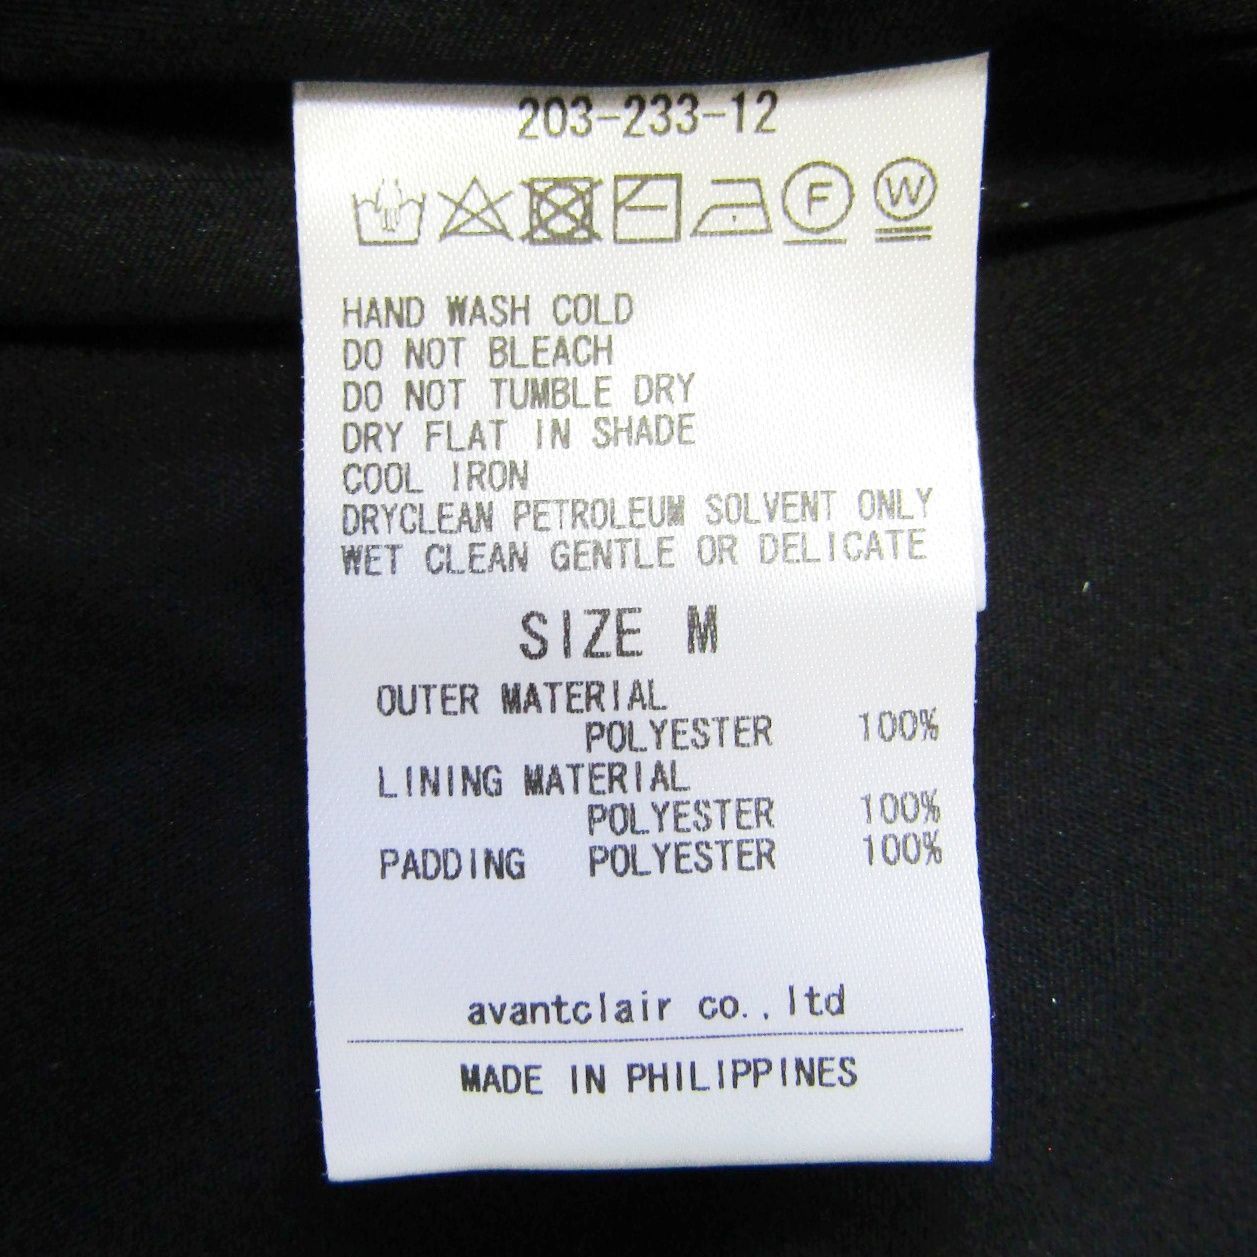 203-233-12
F W
HAND WASH COLD
DO NOT BLEACH
DO NOT TUMBLE DRY
DRY FLAT IN SHADE
COOL IRON
DRYCLEAN PETROLEUM SOLVENT ONLY
WET CLEAN GENTLE OR DELICATE
SIZE M
OUTER MATERIAL
POLYESTER 100%
LINING MATERIAL
POLYESTER 100%
PADDING POLYESTER 100%
avantclair co.,ltd
MADE IN PHILIPPINES